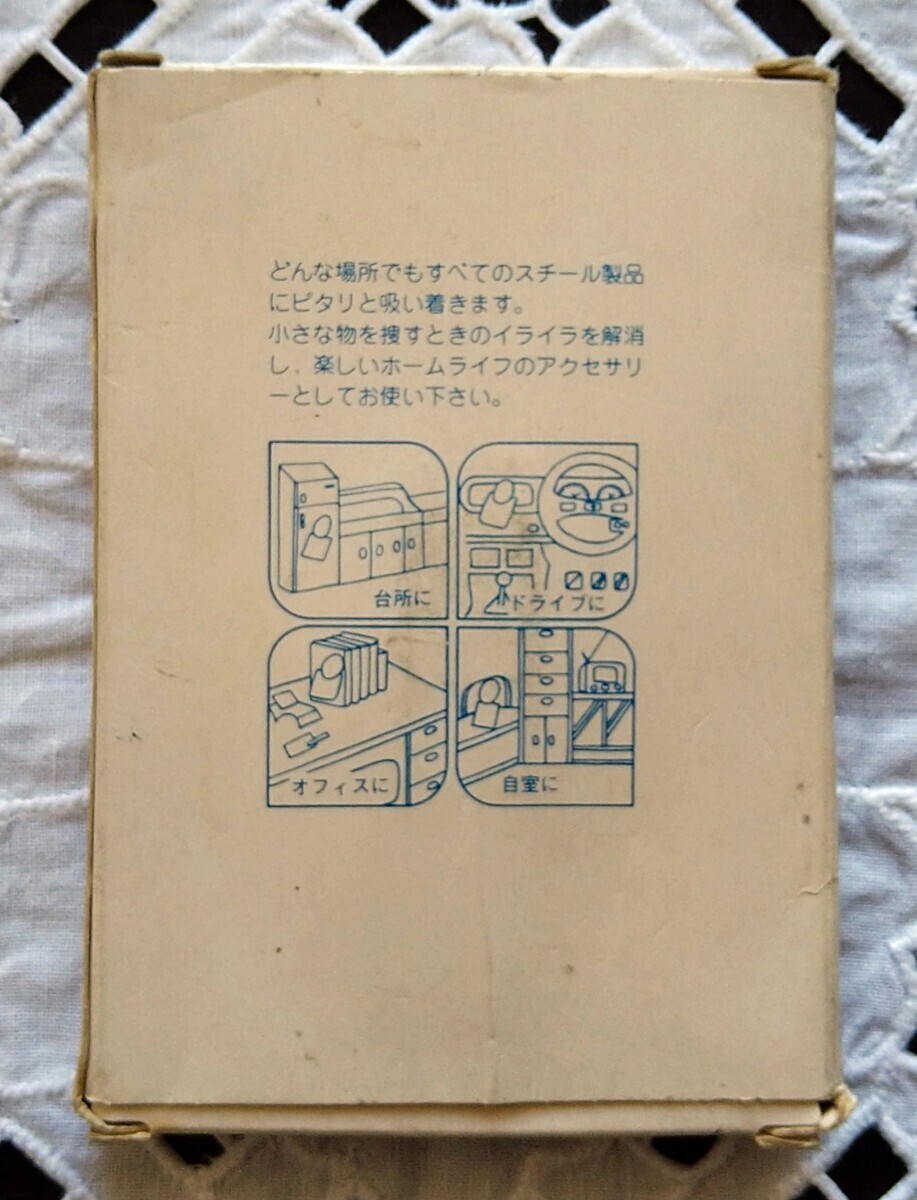 どんな場所でもすべてのスチール製品
にピタリと吸い着きます。
小さな物を捜すときのイライラを解消
し、楽しいホームライフのアクセサリ
ーとしてお使い下さい。
台所に
ドライブに
オフィスに
自室に